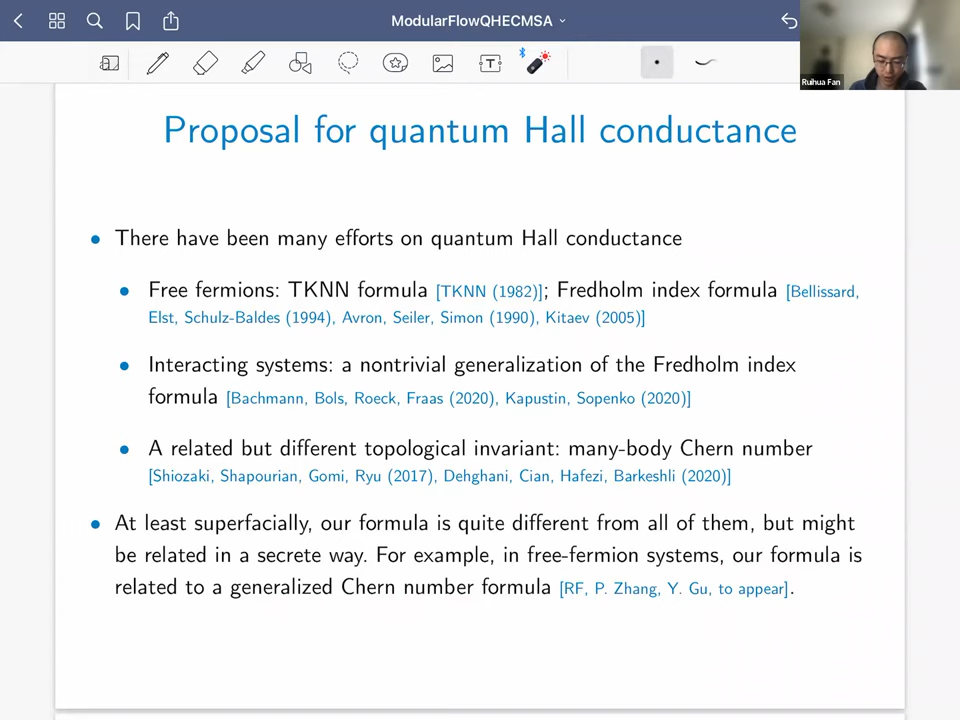 ModularFlowQHECMSA
Ruihua Fan
Proposal for quantum Hall conductance
• There have been many efforts on quantum Hall conductance
• Free fermions: TKNN formula [TKNN (1982)]; Fredholm index formula [Bellissard,
Elst, Schulz-Baldes (1994), Avron, Seiler, Simon (1990), Kitaev (2005)]
• Interacting systems: a nontrivial generalization of the Fredholm index
formula [Bachmann, Bols, Roeck, Fraas (2020), Kapustin, Sopenko (2020)]
• A related but different topological invariant: many-body Chern number
[Shiozaki, Shapourian, Gomi, Ryu (2017), Dehghani, Cian, Hafezi, Barkeshli (2020)]
• At least superfacially, our formula is quite different from all of them, but might
be related in a secrete way. For example, in free-fermion systems, our formula is
related to a generalized Chern number formula [RF, P. Zhang, Y. Gu, to appear].